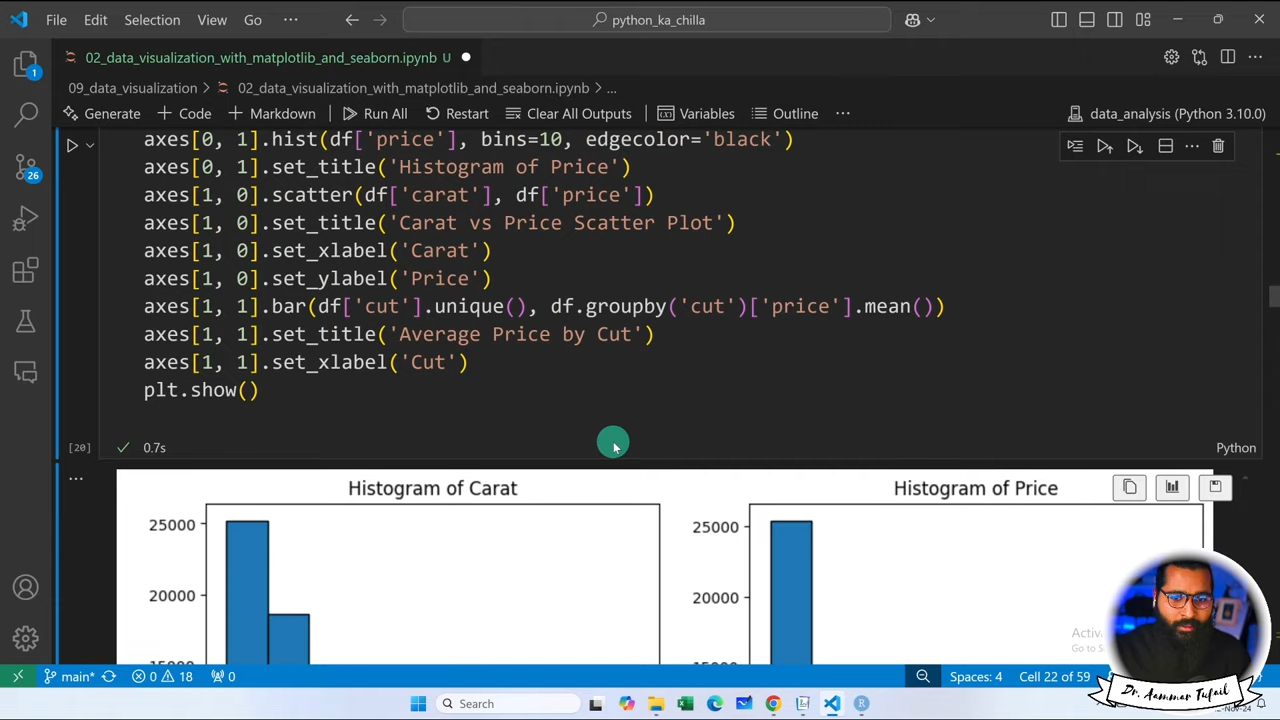 File Edit Selection View Go ··· python_ka_chilla
02_data_visualization_with_matplotlib_and_seaborn.ipynb U
09_data_visualization > 02_data_visualization_with_matplotlib_and_seaborn.ipynb > ...
Generate + Code + Markdown Run All Restart Clear All Outputs Variables Outline ··· data_analysis (Python 3.10.0)
axes[0, 1].hist(df['price'], bins=10, edgecolor='black')
axes[0, 1].set_title('Histogram of Price')
axes[1, 0].scatter(df['carat'], df['price'])
axes[1, 0].set_title('Carat vs Price Scatter Plot')
axes[1, 0].set_xlabel('Carat')
axes[1, 0].set_ylabel('Price')
axes[1, 1].bar(df['cut'].unique(), df.groupby('cut')['price'].mean())
axes[1, 1].set_title('Average Price by Cut')
axes[1, 1].set_xlabel('Cut')
plt.show()
[20] 0.7s Python
Histogram of Carat Histogram of Price
25000 25000
20000 20000
1
26
Activ
Go to S
Dr. Aammar Tufail
main* 0 18 0 Spaces: 4 Cell 22 of 59
Search